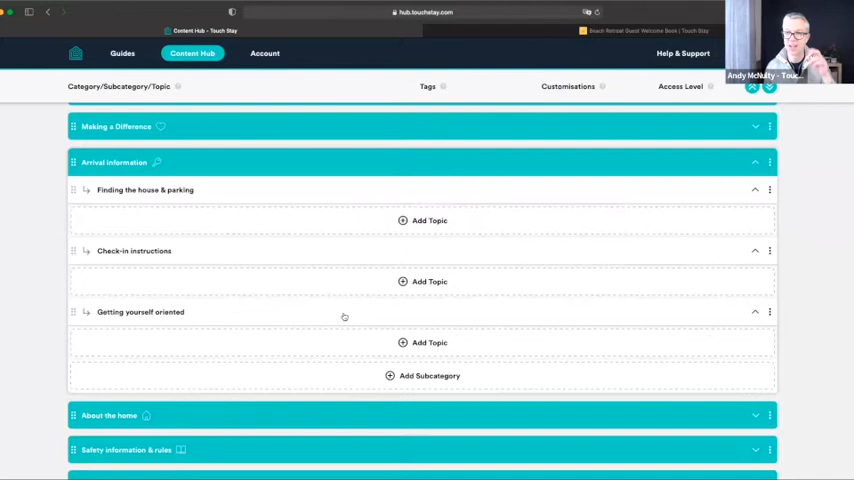 hub.touchstay.com
Content Hub - Touch Stay
Beach Retreat Guest Welcome Book | Touch Stay
Guides
Content Hub
Account
Help & Support
Andy McNulty - Touc...
Category/Subcategory/Topic
Tags
Customisations
Access Level
Making a Difference
Arrival information
Finding the house & parking
Add Topic
Check-in instructions
Add Topic
Getting yourself oriented
Add Topic
Add Subcategory
About the home
Safety information & rules